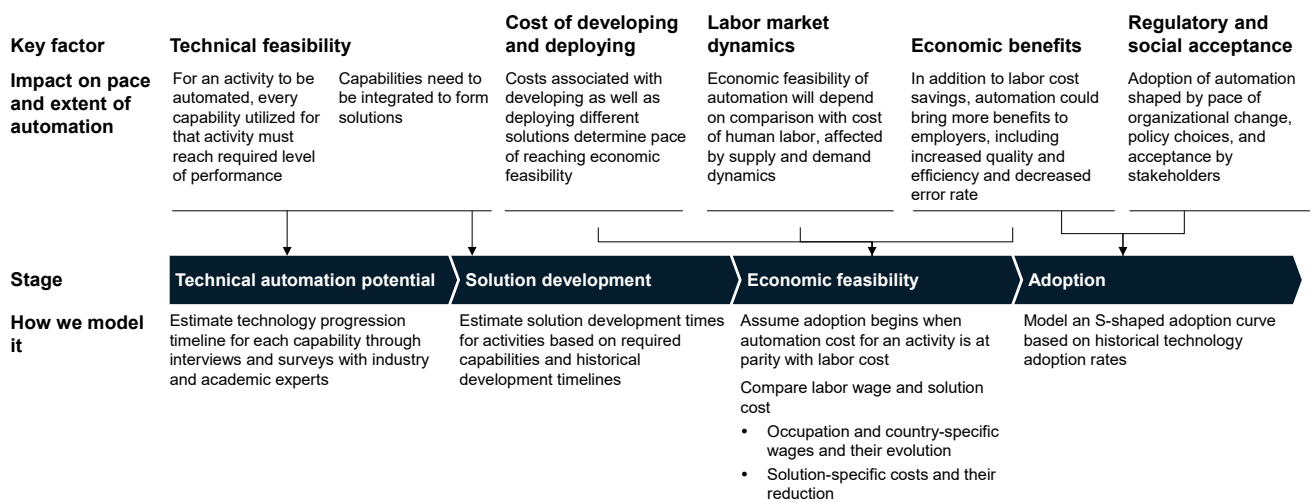 Key factor
Technical feasibility
Cost of developing
and deploying
Labor market
dynamics
Economic benefits
Regulatory and
social acceptance
Impact on pace
and extent of
automation
For an activity to be
automated, every
capability utilized for
that activity must
reach required level
of performance
Capabilities need to
be integrated to form
solutions
Costs associated with
developing as well as
deploying different
solutions determine pace
of reaching economic
feasibility
Economic feasibility of
automation will depend
on comparison with cost
of human labor, affected
by supply and demand
dynamics
In addition to labor cost
savings, automation could
bring more benefits to
employers, including
increased quality and
efficiency and decreased
error rate
Adoption of automation
shaped by pace of
organizational change,
policy choices, and
acceptance by
stakeholders
Stage
Technical automation potential
Solution development
Economic feasibility
Adoption
How we model
it
Estimate technology progression
timeline for each capability through
interviews and surveys with industry
and academic experts
Estimate solution development times
for activities based on required
capabilities and historical
development timelines
Assume adoption begins when
automation cost for an activity is at
parity with labor cost
Compare labor wage and solution
cost
• Occupation and country-specific
wages and their evolution
• Solution-specific costs and their
reduction
Model an S-shaped adoption curve
based on historical technology
adoption rates